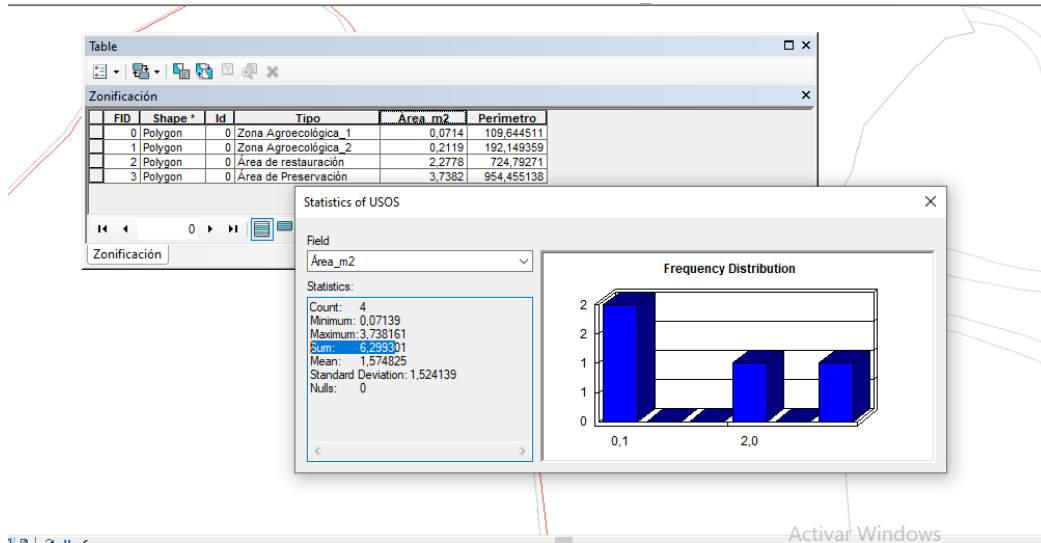 Table
Zonificación
FID Shape * Id Tipo Área_m2 Perímetro
0 Polygon 0 Zona Agroecológica_1 0,0714 109,644511
1 Polygon 0 Zona Agroecológica_2 0,2119 192,149359
2 Polygon 0 Área de restauración 2,2778 724,79271
3 Polygon 0 Área de Preservación 3,7382 954,455138
0
Zonificación
Statistics of USOS
Field
Área_m2
Statistics:
Count: 4
Minimum: 0,07139
Maximum: 3,738161
Sum: 6,299301
Mean: 1,574825
Standard Deviation: 1,524139
Nulls: 0
Frequency Distribution
2
2
1
1
0
0,1 2,0
Activar Windows